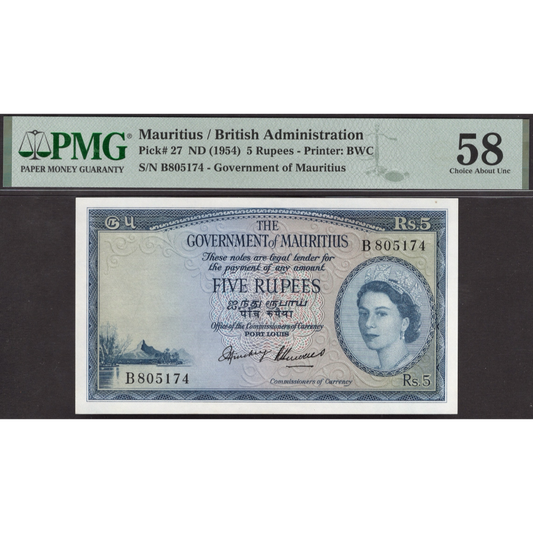 PMG®
PAPER MONEY GUARANTY
Mauritius / British Administration
Pick# 27 ND (1954) 5 Rupees - Printer: BWC
S/N B805174 - Government of Mauritius
58
Choice About Unc
Rs.5
THE
GOVERNMENT of MAURITIUS
B 805174
These notes are legal tender for
the payment of any amount
FIVE RUPEES
ஐந்து ரூபாய்
पांच रुपैया
Office of the Commissioners of Currency
PORT LOUIS
B 805174
Commissioners of Currency
Rs.5